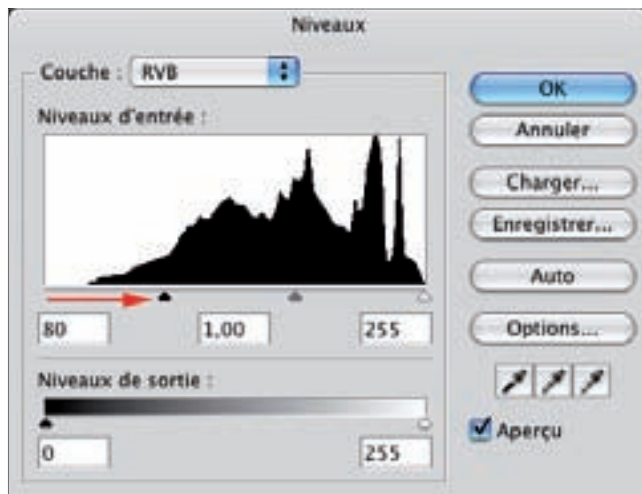 Niveaux
Couche : RVB
Niveaux d'entrée :
80 1,00 255
Niveaux de sortie :
0 255
OK
Annuler
Charger...
Enregistrer...
Auto
Options...
Aperçu